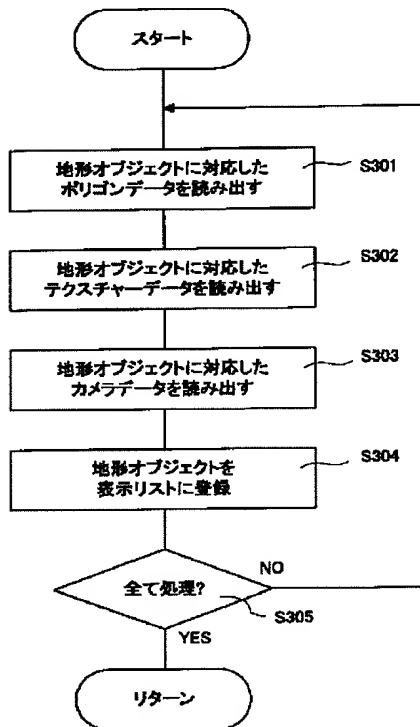 スタート
地形オブジェクトに対応した
ポリゴンデータを読み出す
S301
地形オブジェクトに対応した
テクスチャーデータを読み出す
S302
地形オブジェクトに対応した
カメラデータを読み出す
S303
地形オブジェクトを
表示リストに登録
S304
全て処理?
NO
S305
YES
リターン